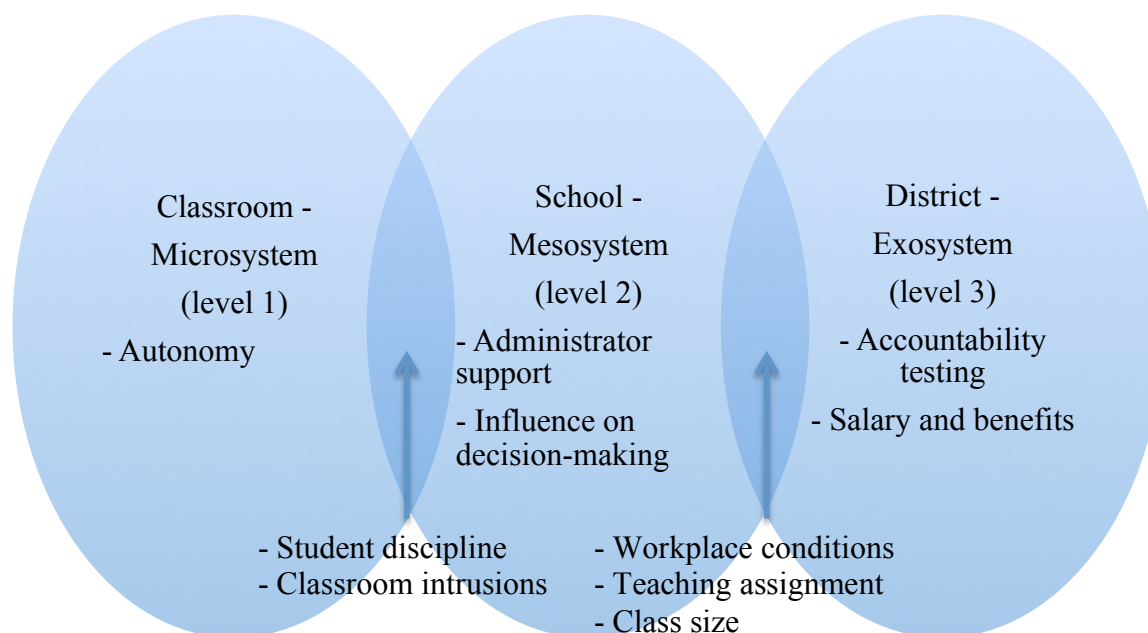 Classroom -
Microsystem
(level 1)
- Autonomy
School -
Mesosystem
(level 2)
- Administrator
support
- Influence on
decision-making
District -
Exosystem
(level 3)
- Accountability
testing
- Salary and benefits
- Student discipline
- Classroom intrusions
- Workplace conditions
- Teaching assignment
- Class size